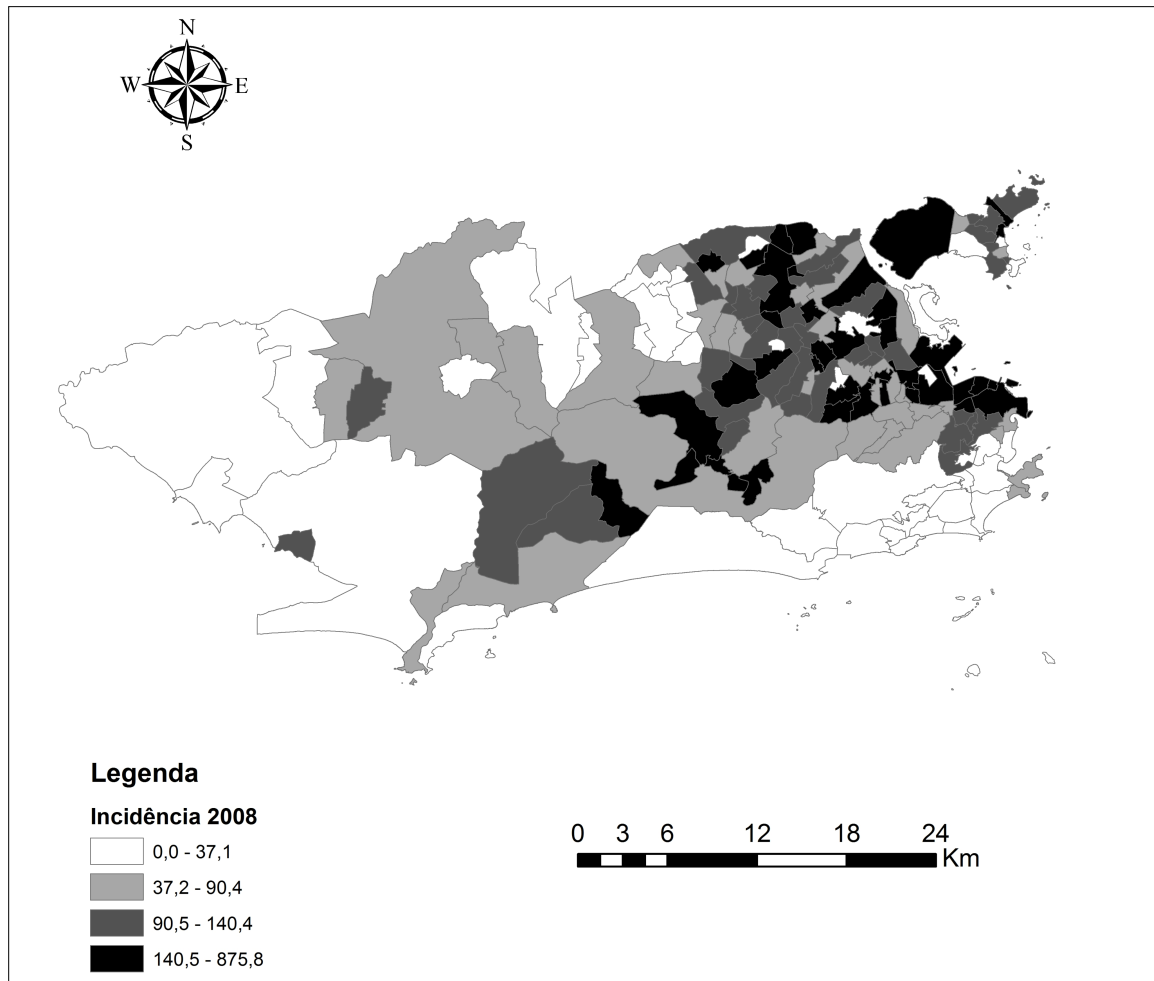 N
W E
S
Legenda
Incidência 2008
0,0 - 37,1
37,2 - 90,4
90,5 - 140,4
140,5 - 875,8
0 3 6 12 18 24
Km